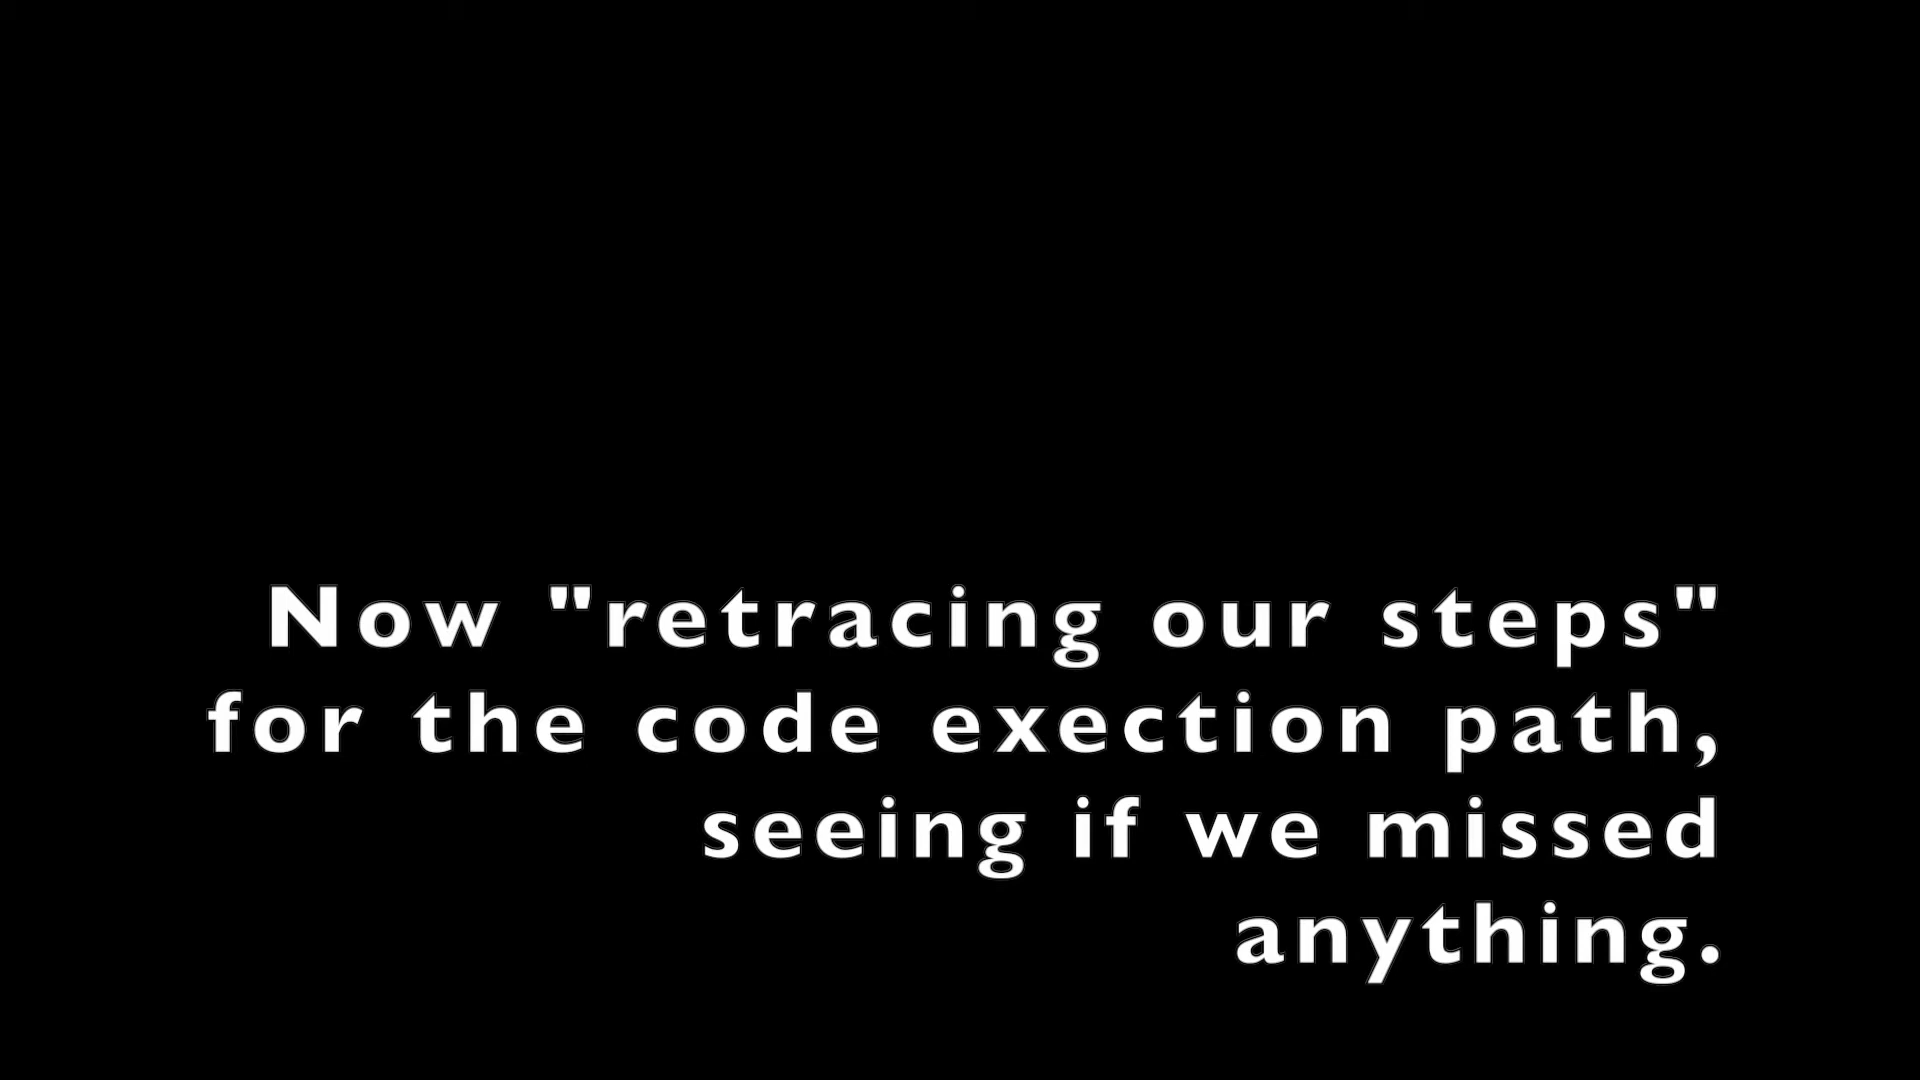 Now "retracing our steps"
for the code exection path,
seeing if we missed
anything.